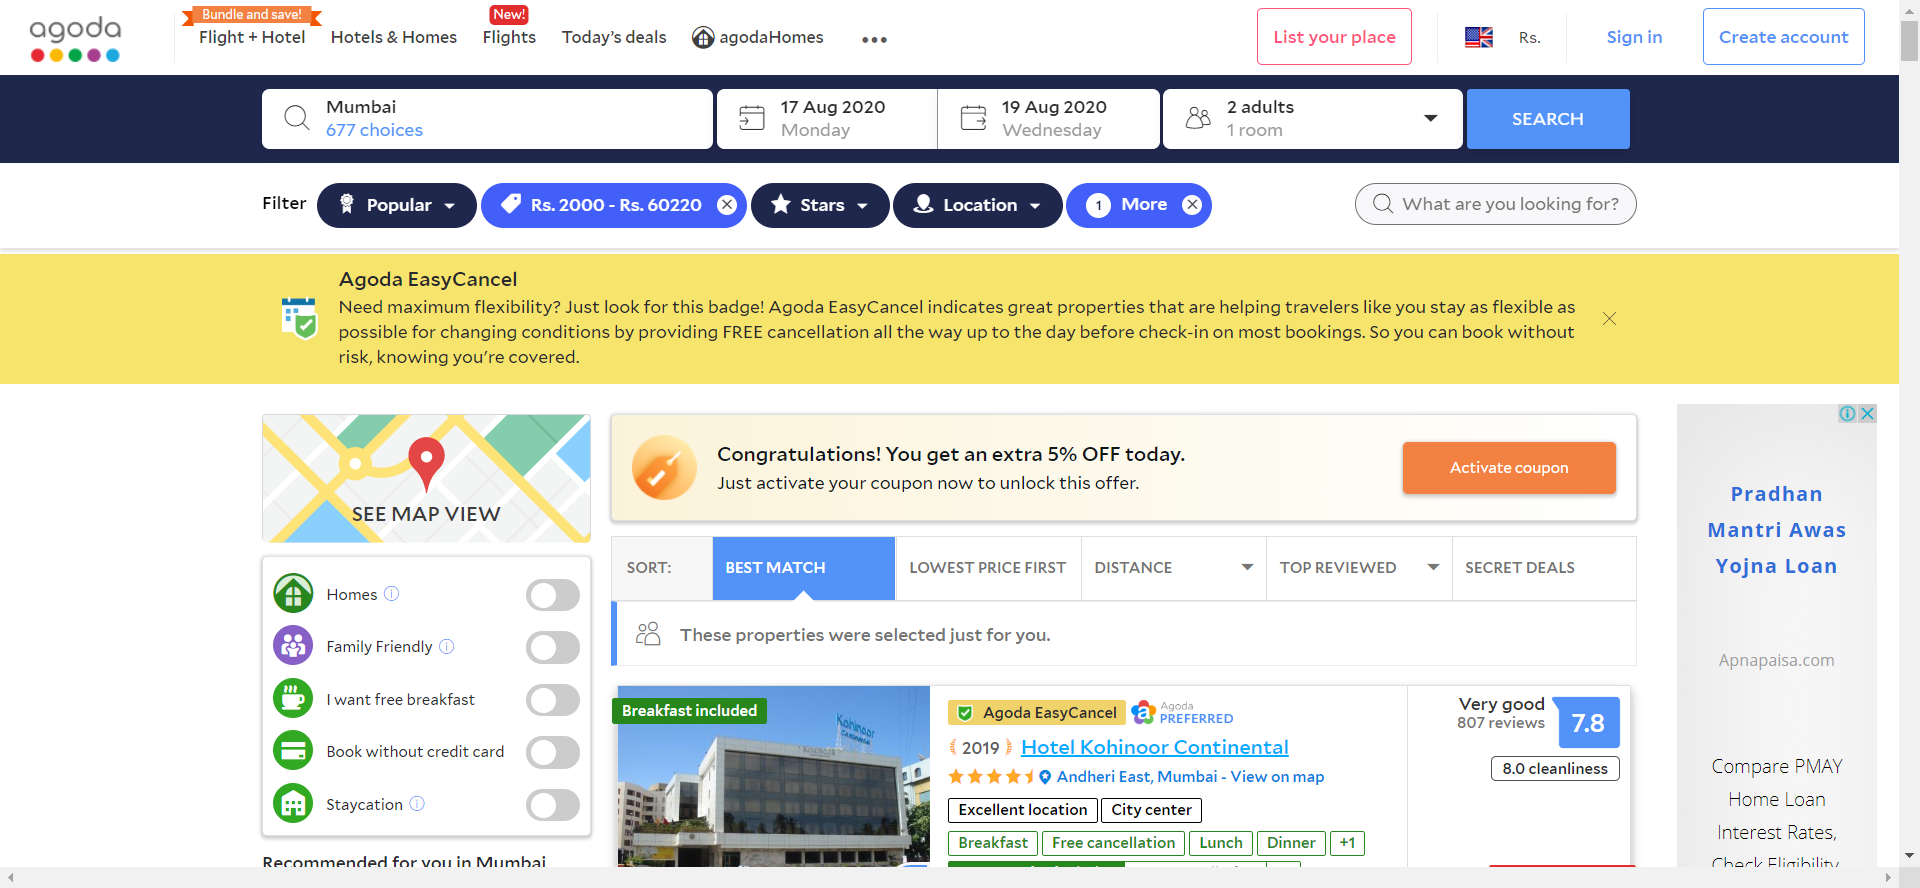 agoda
Bundle and save!
Flight + Hotel
Hotels & Homes
New!
Flights
Today's deals
agodaHomes
List your place
Rs.
Sign in
Create account
Mumbai
677 choices
17 Aug 2020
Monday
19 Aug 2020
Wednesday
2 adults
1 room
SEARCH
Filter
Popular
Rs. 2000 - Rs. 60220
Stars
Location
1 More
What are you looking for?
Agoda EasyCancel
Need maximum flexibility? Just look for this badge! Agoda EasyCancel indicates great properties that are helping travelers like you stay as flexible as
possible for changing conditions by providing FREE cancellation all the way up to the day before check-in on most bookings. So you can book without
risk, knowing you're covered.
SEE MAP VIEW
Homes
Family Friendly
I want free breakfast
Book without credit card
Staycation
Recommended for you in Mumbai
Congratulations! You get an extra 5% OFF today.
Just activate your coupon now to unlock this offer.
Activate coupon
SORT:
BEST MATCH
LOWEST PRICE FIRST
DISTANCE
TOP REVIEWED
SECRET DEALS
These properties were selected just for you.
Breakfast included
Kohinoor
Continental
Agoda EasyCancel
Agoda
PREFERRED
2019
Hotel Kohinoor Continental
Andheri East, Mumbai - View on map
Excellent location
City center
Breakfast
Free cancellation
Lunch
Dinner
+1
Very good
807 reviews
7.8
8.0 cleanliness
Pradhan
Mantri Awas
Yojna Loan
Apnapaisa.com
Compare PMAY
Home Loan
Interest Rates,
Check Eligibility